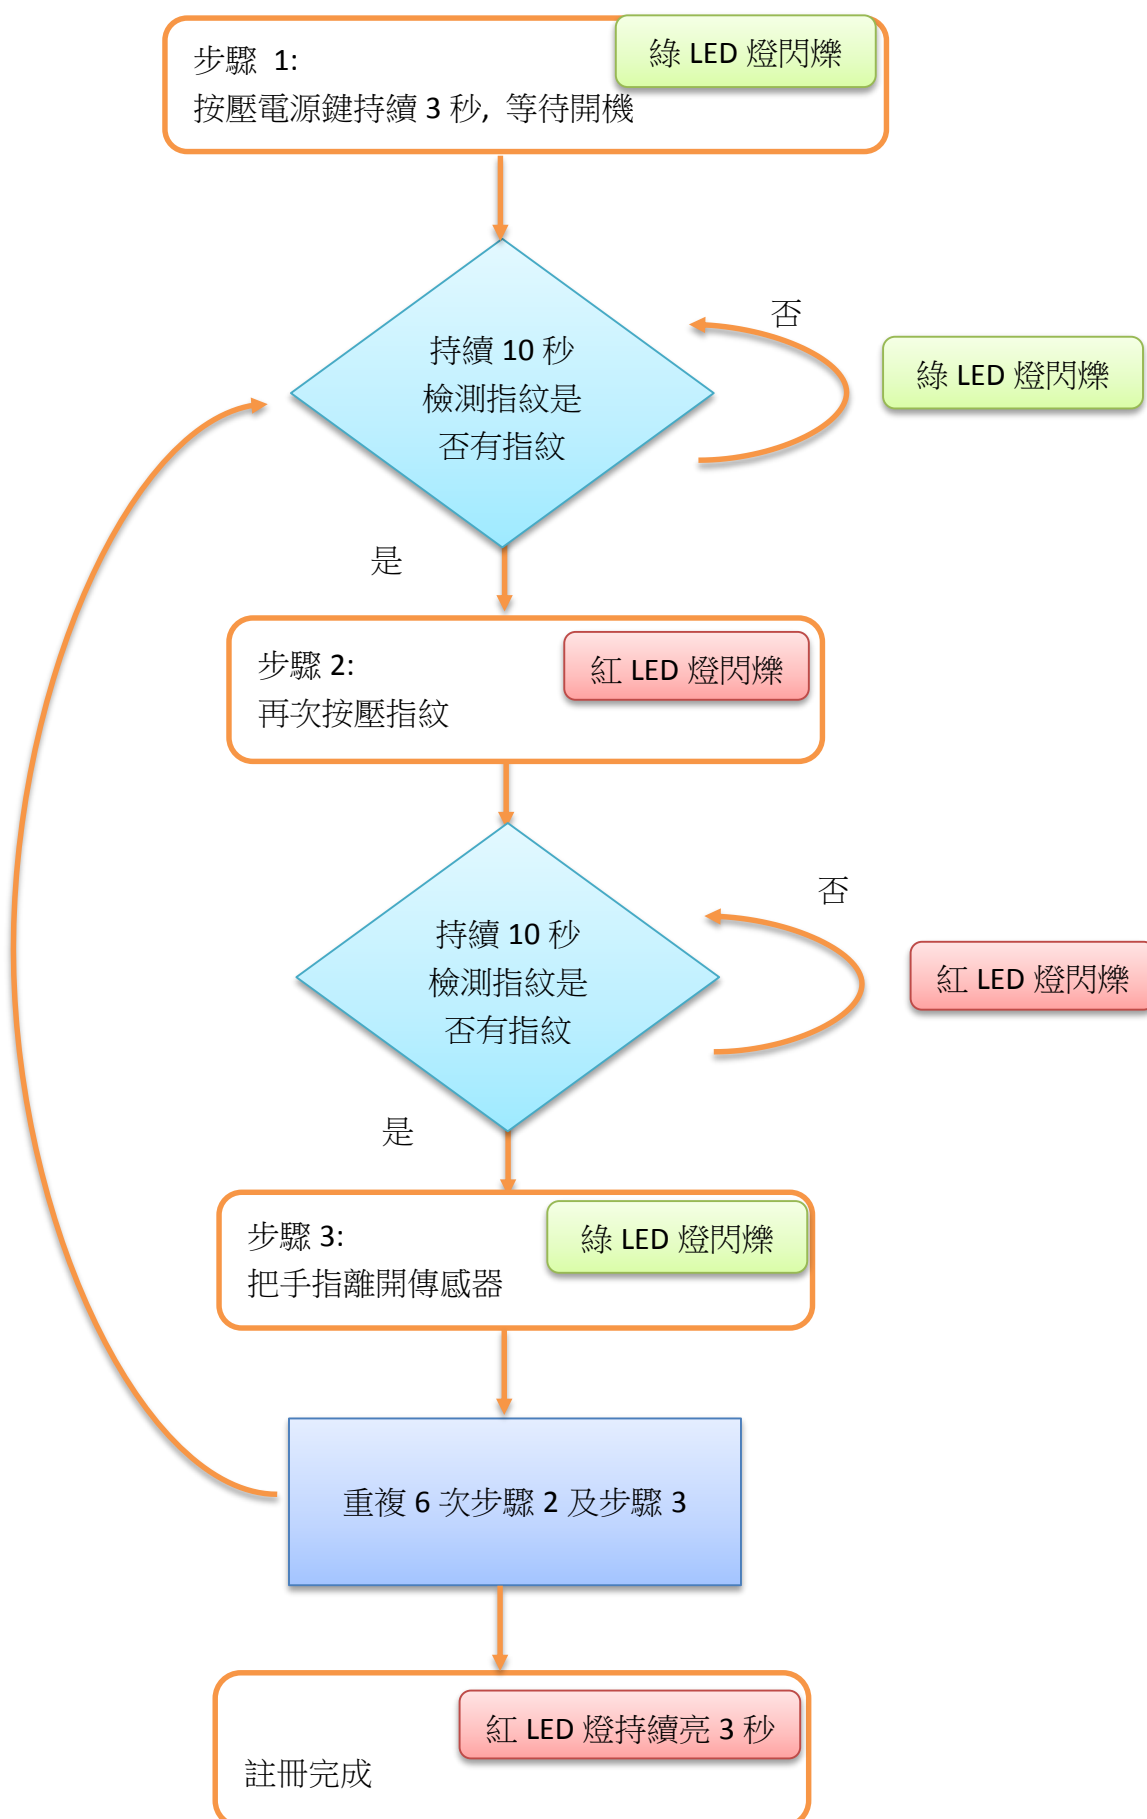 綠 LED 燈閃爍
步驟 1:
按壓電源鍵持續 3 秒, 等待開機
否
持續 10 秒
檢測指紋是
否有指紋
綠 LED 燈閃爍
是
步驟 2:
紅 LED 燈閃爍
再次按壓指紋
否
持續 10 秒
檢測指紋是
否有指紋
紅 LED 燈閃爍
是
步驟 3:
綠 LED 燈閃爍
把手指離開傳感器
重複 6 次步驟 2 及步驟 3
紅 LED 燈持續亮 3 秒
註冊完成